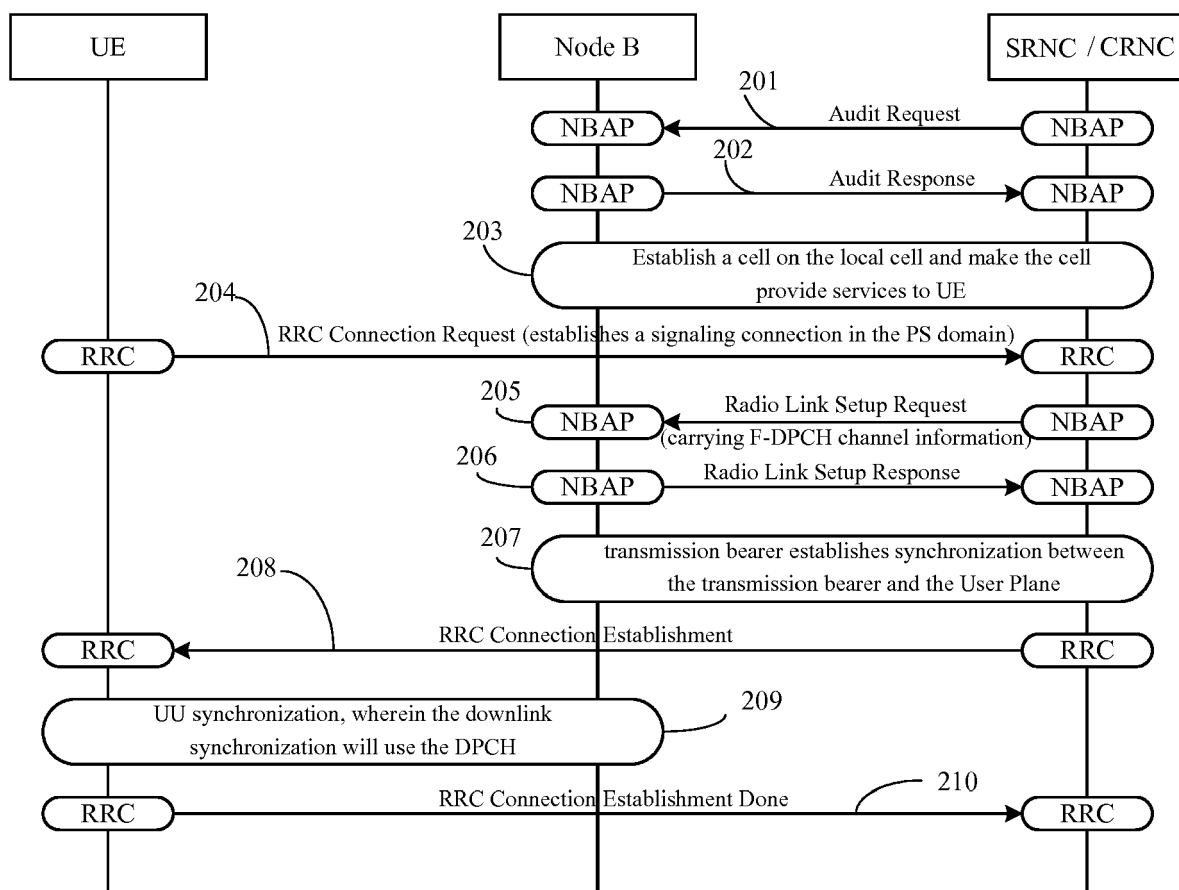 UE
Node B
SRNC / CRNC
201
NBAP
Audit Request
NBAP
202
NBAP
Audit Response
NBAP
203
Establish a cell on the local cell and make the cell
provide services to UE
204
RRC Connection Request (establishes a signaling connection in the PS domain)
RRC
RRC
205
NBAP
Radio Link Setup Request
(carrying F-DPCH channel information)
NBAP
206
NBAP
Radio Link Setup Response
NBAP
207
transmission bearer establishes synchronization between
the transmission bearer and the User Plane
208
RRC
RRC Connection Establishment
RRC
UU synchronization, wherein the downlink
synchronization will use the DPCH
209
RRC
RRC Connection Establishment Done
210
RRC